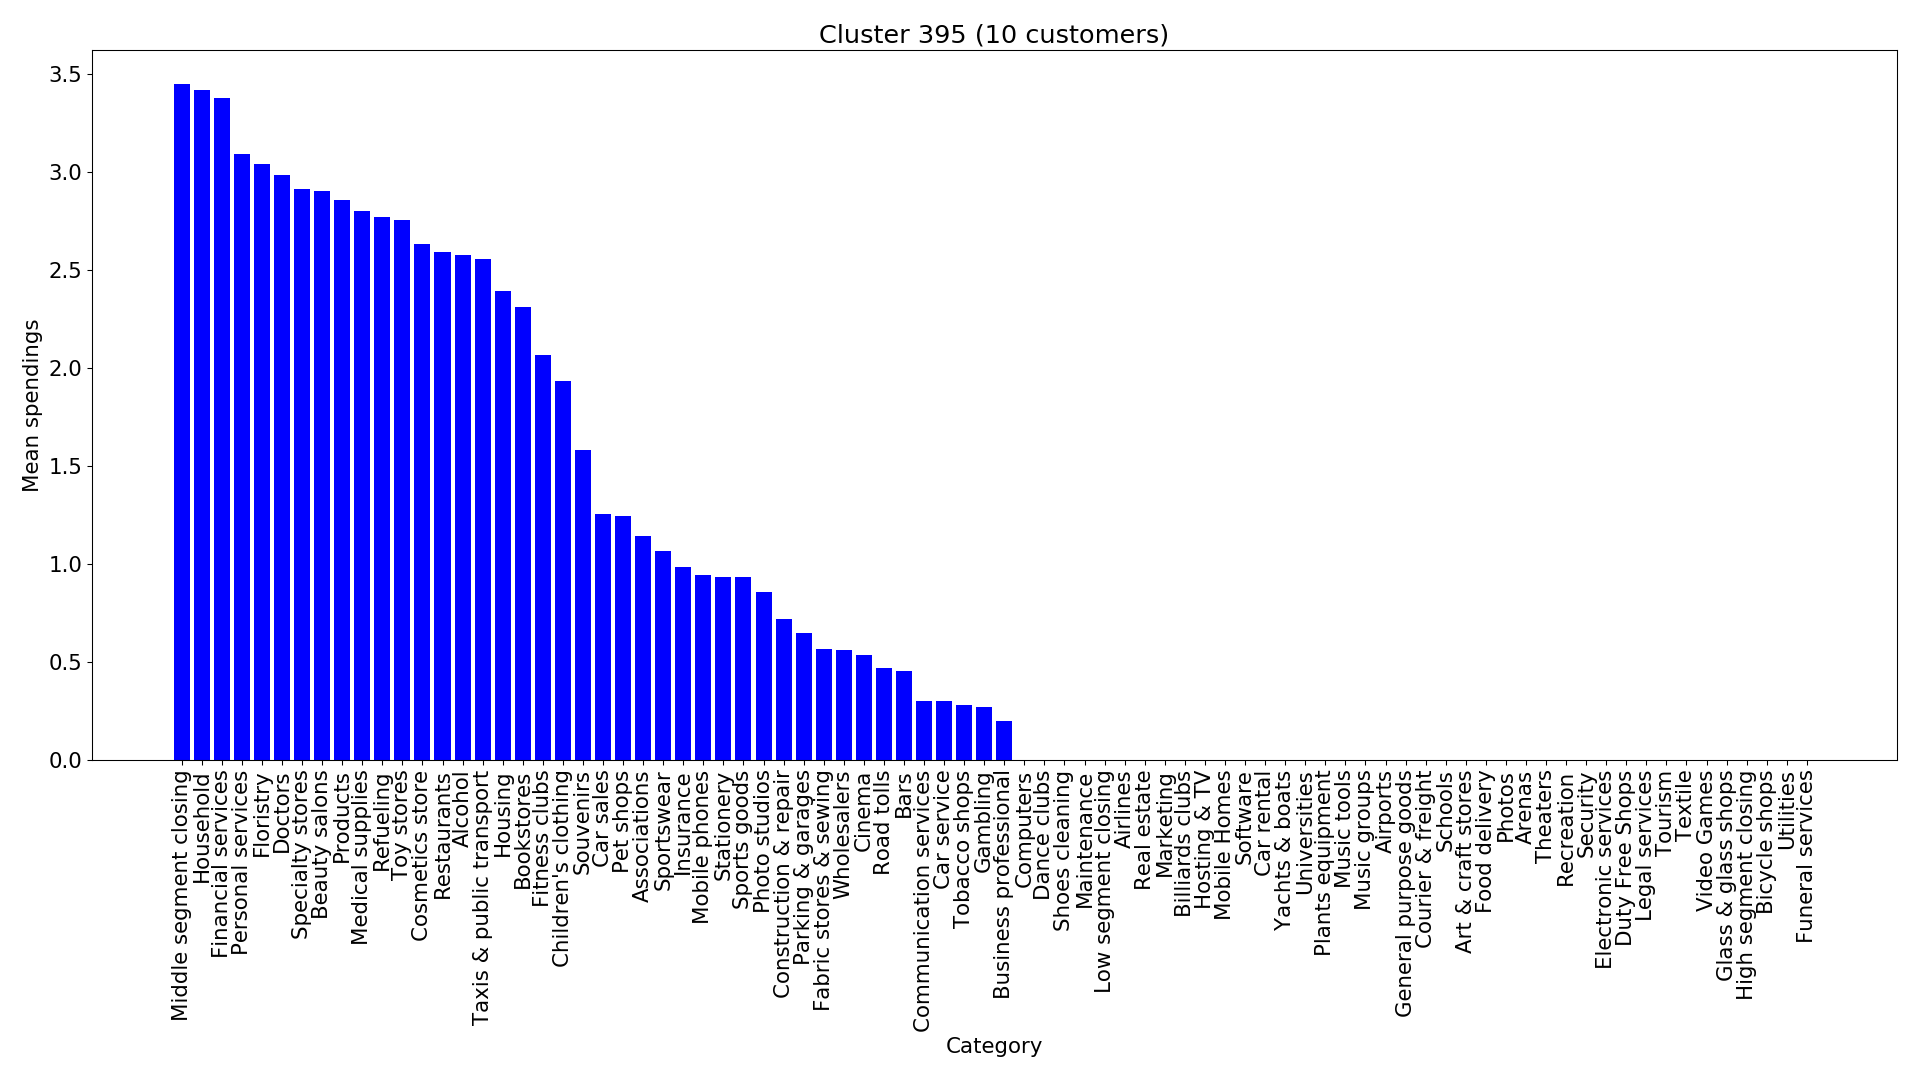 Cluster 395 (10 customers)
Mean spendings
3.5
3.0
2.5
2.0
1.5
1.0
0.5
0.0
Middle segment closing
Household
Financial services
Personal services
Floristry
Doctors
Specialty stores
Beauty salons
Products
Medical supplies
Refueling
Toy stores
Cosmetics store
Restaurants
Alcohol
Taxis & public transport
Housing
Bookstores
Fitness clubs
Children's clothing
Souvenirs
Car sales
Pet shops
Associations
Sportswear
Insurance
Mobile phones
Stationery
Sports goods
Photo studios
Construction & repair
Parking & garages
Fabric stores & sewing
Wholesalers
Cinema
Road tolls
Bars
Communication services
Car service
Tobacco shops
Gambling
Business professional
Computers
Dance clubs
Shoes cleaning
Maintenance
Low segment closing
Airlines
Real estate
Marketing
Billiards clubs
Hosting & TV
Mobile Homes
Software
Car rental
Yachts & boats
Universities
Plants equipment
Music tools
Music groups
Airports
General purpose goods
Courier & freight
Schools
Art & craft stores
Food delivery
Photos
Arenas
Theaters
Recreation
Security
Electronic services
Duty Free Shops
Legal services
Tourism
Textile
Video Games
Glass & glass shops
High segment closing
Bicycle shops
Utilities
Funeral services
Category